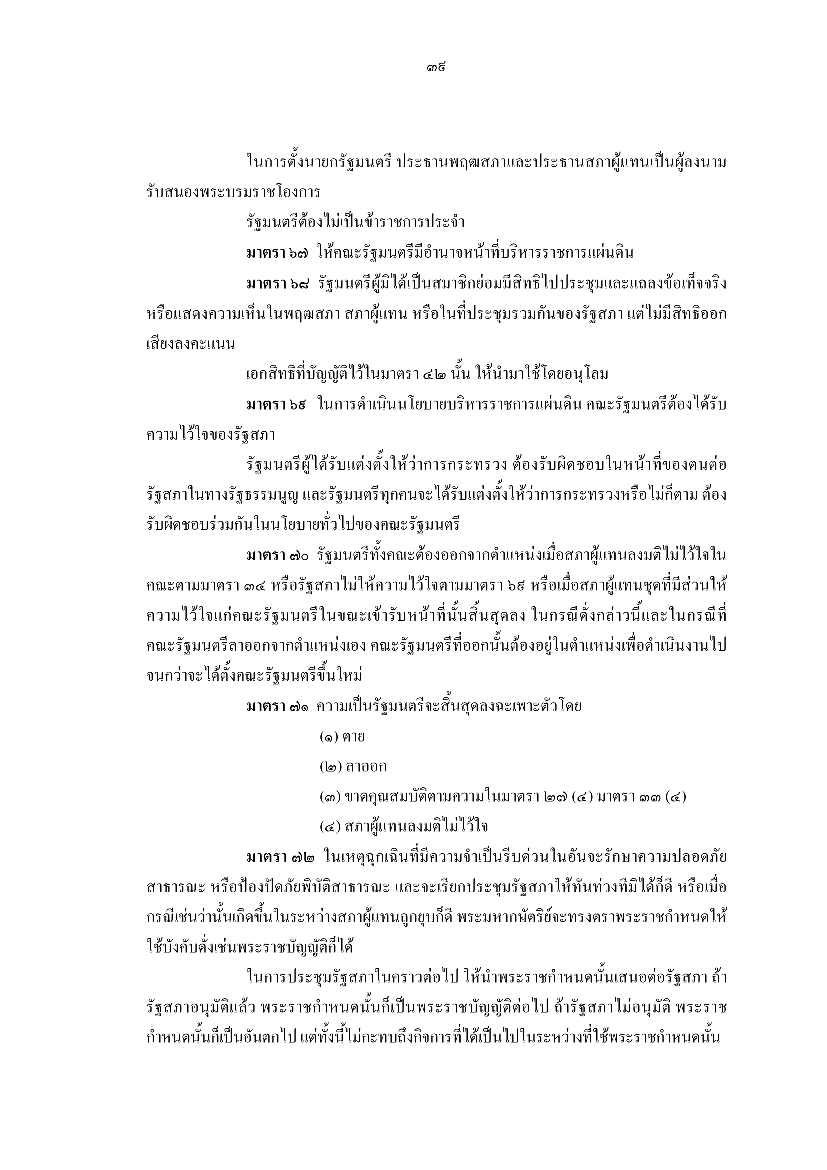 ๓๙
ในการตั้งนายกรัฐมนตรี ประธานพฤฒสภาและประธานสภาผู้แทนเป็นผู้ลงนาม
รับสนองพระบรมราชโองการ
รัฐมนตรีต้องไม่เป็นข้าราชการประจำ
มาตรา ๖๗ ให้คณะรัฐมนตรีมีอำนาจหน้าที่บริหารราชการแผ่นดิน
มาตรา ๖๘ รัฐมนตรีผู้มิได้เป็นสมาชิกย่อมมีสิทธิไปประชุมและแถลงข้อเท็จจริง
หรือแสดงความเห็นในพฤฒสภา สภาผู้แทน หรือในที่ประชุมรวมกันของรัฐสภา แต่ไม่มีสิทธิออก
เสียงลงคะแนน
เอกสิทธิที่บัญญัติไว้ในมาตรา ๔๒ นั้น ให้นำมาใช้โดยอนุโลม
มาตรา ๖๙ ในการดำเนินนโยบายบริหารราชการแผ่นดิน คณะรัฐมนตรีต้องได้รับ
ความไว้ใจของรัฐสภา
รัฐมนตรีผู้ได้รับแต่งตั้งให้ว่าการกระทรวง ต้องรับผิดชอบในหน้าที่ของตนต่อ
รัฐสภาในทางรัฐธรรมนูญ และรัฐมนตรีทุกคนจะได้รับแต่งตั้งให้ว่าการกระทรวงหรือไม่ก็ตาม ต้อง
รับผิดชอบร่วมกันในนโยบายทั่วไปของคณะรัฐมนตรี
มาตรา ๗๐ รัฐมนตรีทั้งคณะต้องออกจากตำแหน่งเมื่อสภาผู้แทนลงมติไม่ไว้ใจใน
คณะตามมาตรา ๓๔ หรือรัฐสภาไม่ให้ความไว้ใจตามมาตรา ๖๙ หรือเมื่อสภาผู้แทนชุดที่มีส่วนให้
ความไว้ใจแก่คณะรัฐมนตรีในขณะเข้ารับหน้าที่นั้นสิ้นสุดลง ในกรณีดั่งกล่าวนี้และในกรณีที่
คณะรัฐมนตรีลาออกจากตำแหน่งเอง คณะรัฐมนตรีที่ออกนั้นต้องอยู่ในตำแหน่งเพื่อดำเนินงานไป
จนกว่าจะได้ตั้งคณะรัฐมนตรีขึ้นใหม่
มาตรา ๗๑ ความเป็นรัฐมนตรีจะสิ้นสุดลงฉะเพาะตัวโดย
(๑) ตาย
(๒) ลาออก
(๓) ขาดคุณสมบัติตามความในมาตรา ๒๗ (๔) มาตรา ๓๓ (๔)
(๔) สภาผู้แทนลงมติไม่ไว้ใจ
มาตรา ๗๒ ในเหตุฉุกเฉินที่มีความจำเป็นรีบด่วนในอันจะรักษาความปลอดภัย
สาธารณะ หรือป้องปัดภัยพิบัติสาธารณะ และจะเรียกประชุมรัฐสภาให้ทันท่วงทีมิได้ก็ดี หรือเมื่อ
กรณีเช่นว่านั้นเกิดขึ้นในระหว่างสภาผู้แทนถูกยุบก็ดี พระมหากษัตริย์จะทรงตราพระราชกำหนดให้
ใช้บังคับดั่งเช่นพระราชบัญญัติก็ได้
ในการประชุมรัฐสภาในคราวต่อไป ให้นำพระราชกำหนดนั้นเสนอต่อรัฐสภา ถ้า
รัฐสภาอนุมัติแล้ว พระราชกำหนดนั้นก็เป็นพระราชบัญญัติต่อไป ถ้ารัฐสภาไม่อนุมัติ พระราช
กำหนดนั้นก็เป็นอันตกไป แต่ทั้งนี้ไม่กะทบถึงกิจการที่ได้เป็นไปในระหว่างที่ใช้พระราชกำหนดนั้น